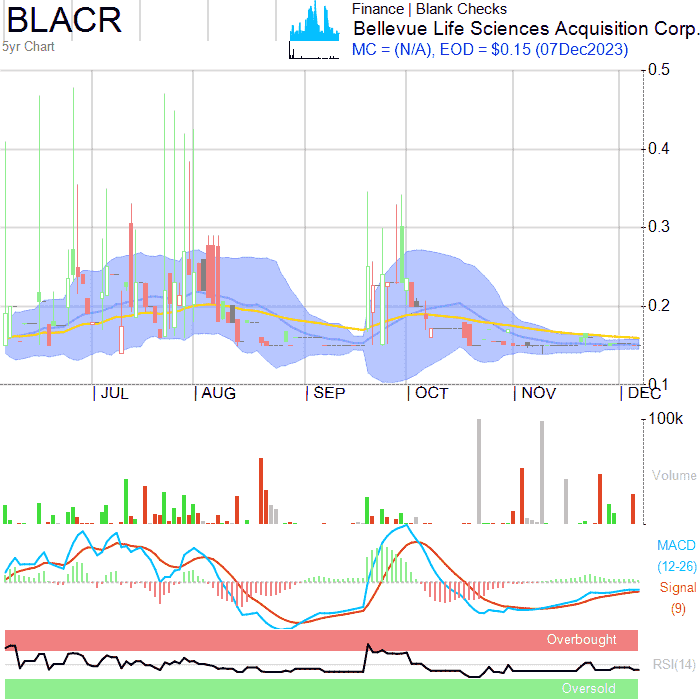 BLACR
5yr Chart
Finance | Blank Checks
Bellevue Life Sciences Acquisition Corp.
MC = (N/A), EOD = $0.15 (07Dec2023)
0.5
0.4
0.3
0.2
0.1
JUL
AUG
SEP
OCT
NOV
DEC
100k
Volume
MACD
(12-26)
Signal
(9)
Overbought
RSI(14)
Oversold